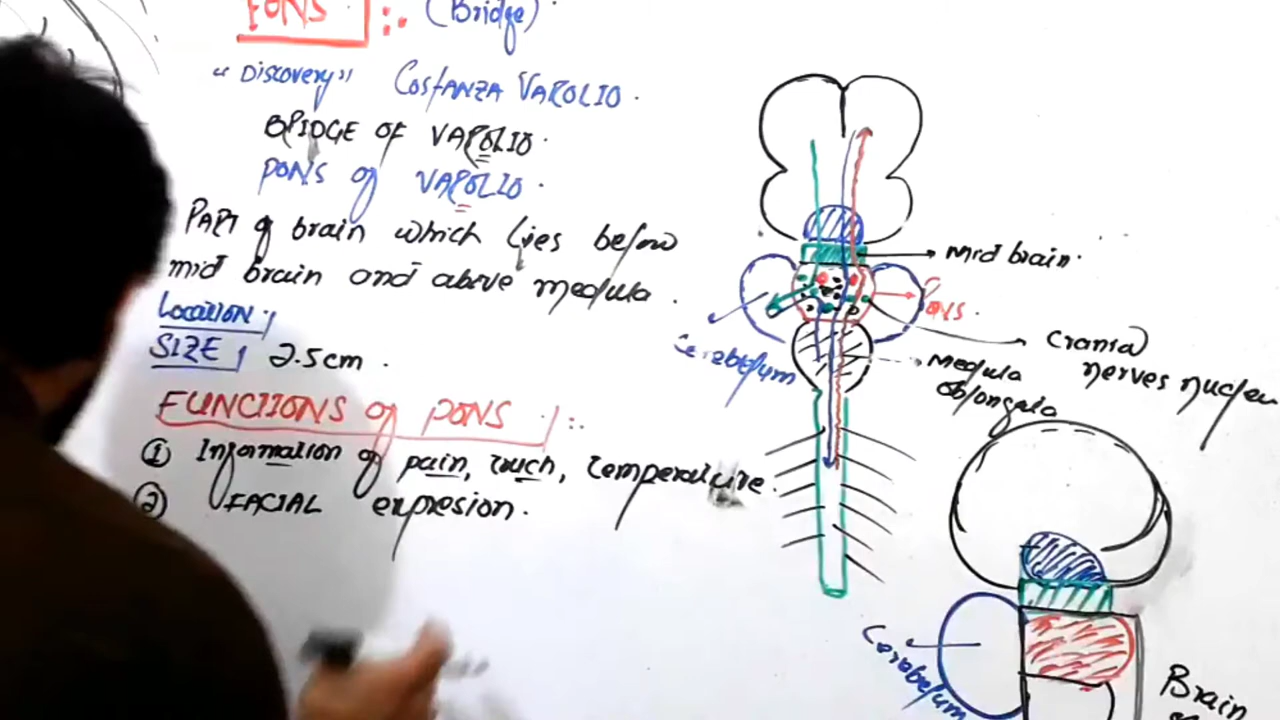 PONS :. (Bridge)
"Discovery" Costanza VAROLIO.
BRIDGE OF VAROLIO.
PONS of VAROLIO.
PART of brain which lies below
mid brain and above medula.
Location;
SIZE; 2.5cm.
FUNCTIONS of PONS :.
① Information of pain, touch, temperature.
② FACIAL expresion.
Mid brain.
PONS.
Cranial
nerves nuclei
Cerebelum
Medula
oblongata
Cerebelum
Brain